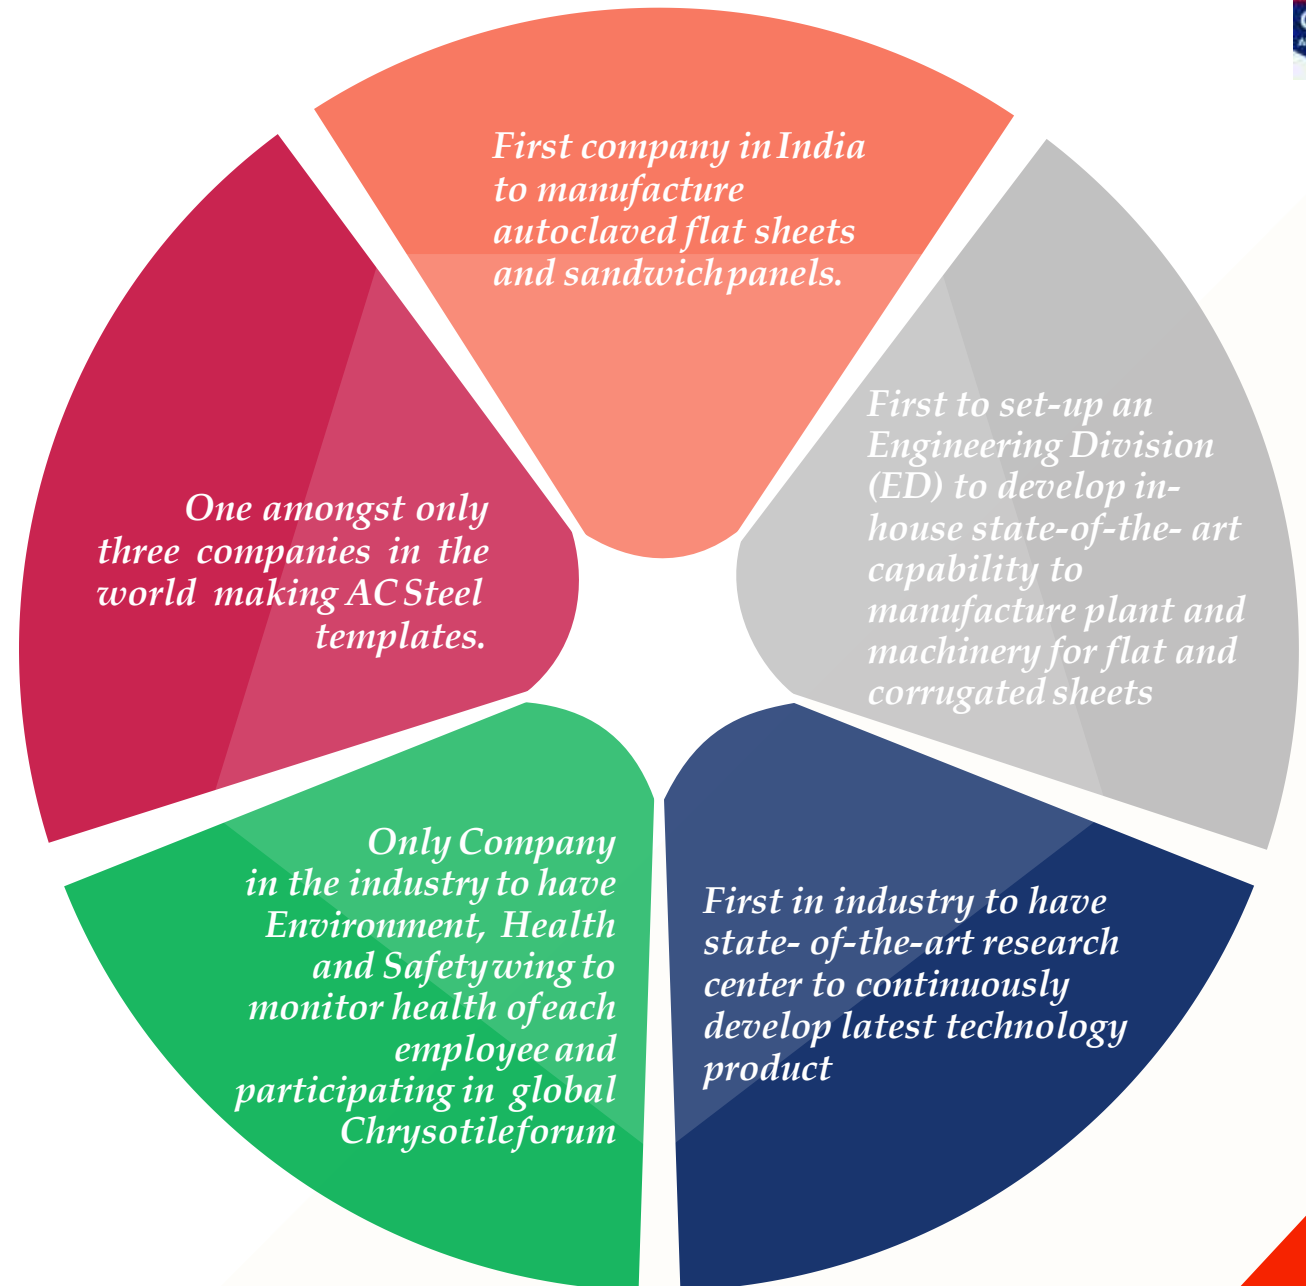 First company in India
to manufacture
autoclaved flat sheets
and sandwich panels.
First to set-up an
Engineering Division
(ED) to develop in-
house state-of-the- art
capability to
manufacture plant and
machinery for flat and
corrugated sheets
One amongst only
three companies in the
world making AC Steel
templates.
Only Company
in the industry to have
Environment, Health
and Safety wing to
monitor health of each
employee and
participating in global
Chrysotile forum
First in industry to have
state- of-the-art research
center to continuously
develop latest technology
product